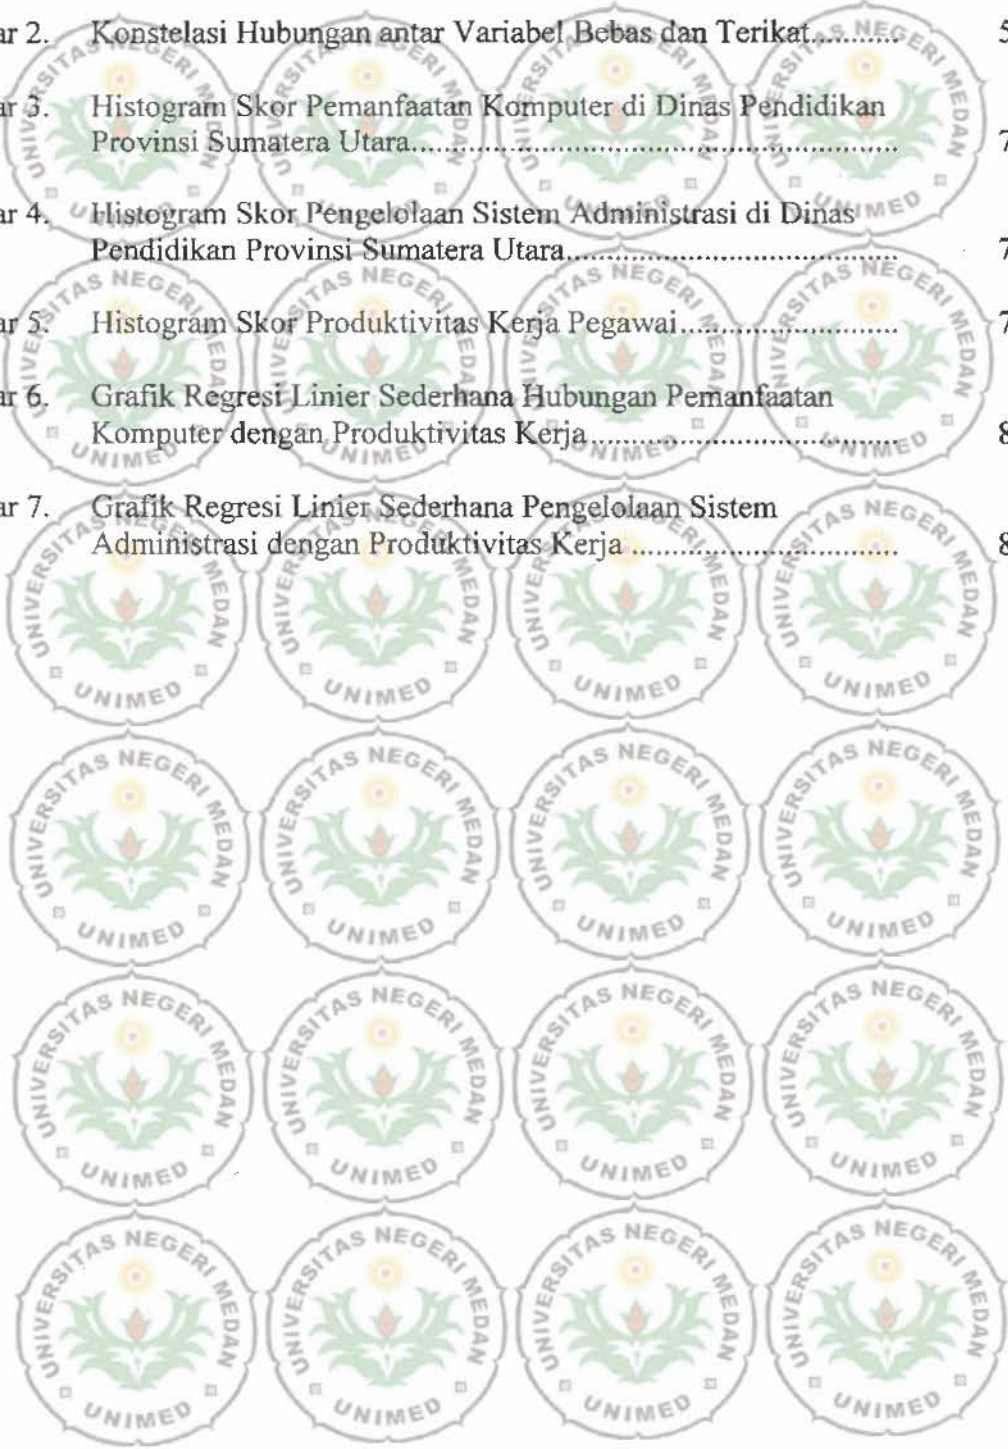 ar 2. Konstelasi Hubungan antar Variabel Bebas dan Terikat........... 5
ar 3. Histogram Skor Pemanfaatan Komputer di Dinas Pendidikan
Provinsi Sumatera Utara........................................................ 7
ar 4. Histogram Skor Pengelolaan Sistem Administrasi di Dinas
Pendidikan Provinsi Sumatera Utara...................................... 7
ar 5. Histogram Skor Produktivitas Kerja Pegawai......................... 7
ar 6. Grafik Regresi Linier Sederhana Hubungan Pemanfaatan
Komputer dengan Produktivitas Kerja................................... 8
ar 7. Grafik Regresi Linier Sederhana Pengelolaan Sistem
Administrasi dengan Produktivitas Kerja ............................... 8
UNIVERSITAS NEGERI MEDAN
UNIMED